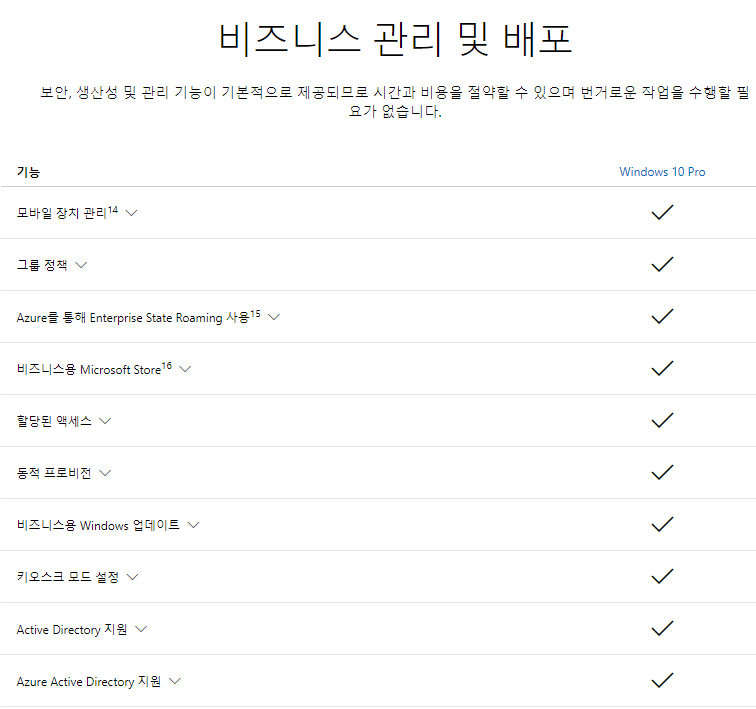 비즈니스 관리 및 배포
보안, 생산성 및 관리 기능이 기본적으로 제공되므로 시간과 비용을 절약할 수 있으며 번거로운 작업을 수행할 필
요가 없습니다.
기능 Windows 10 Pro
모바일 장치 관리14
그룹 정책
Azure를 통해 Enterprise State Roaming 사용15
비즈니스용 Microsoft Store16
할당된 액세스
동적 프로비전
비즈니스용 Windows 업데이트
키오스크 모드 설정
Active Directory 지원
Azure Active Directory 지원